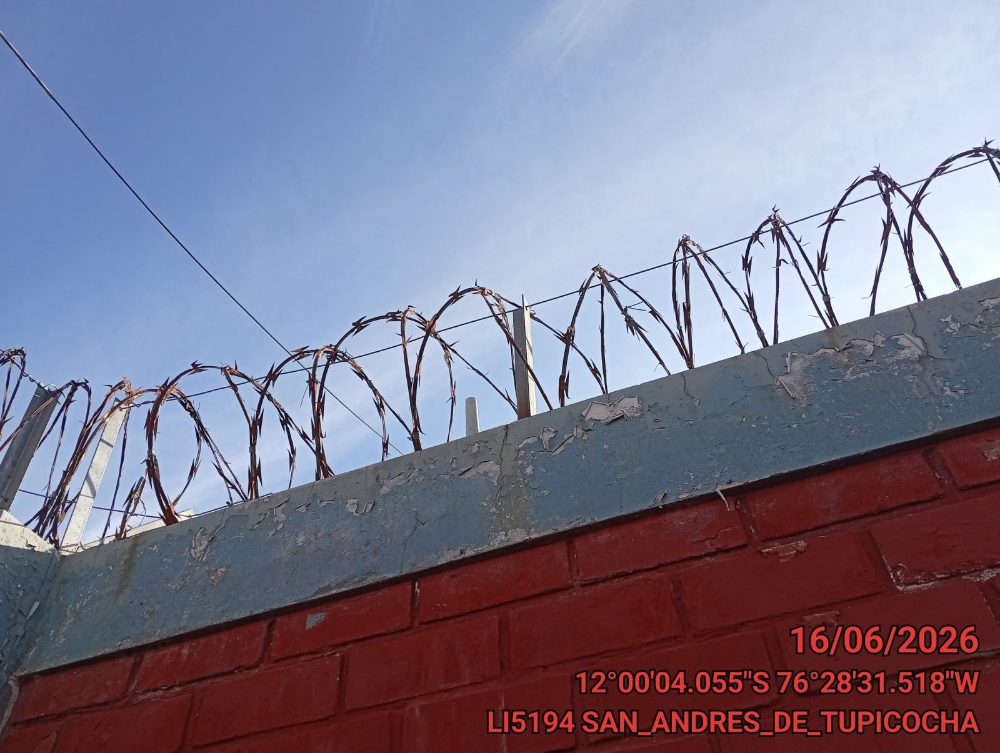 16/06/2026
12°00'04.055"S 76°28'31.518"W
LI5194 SAN_ANDRES_DE_TUPICOCHA